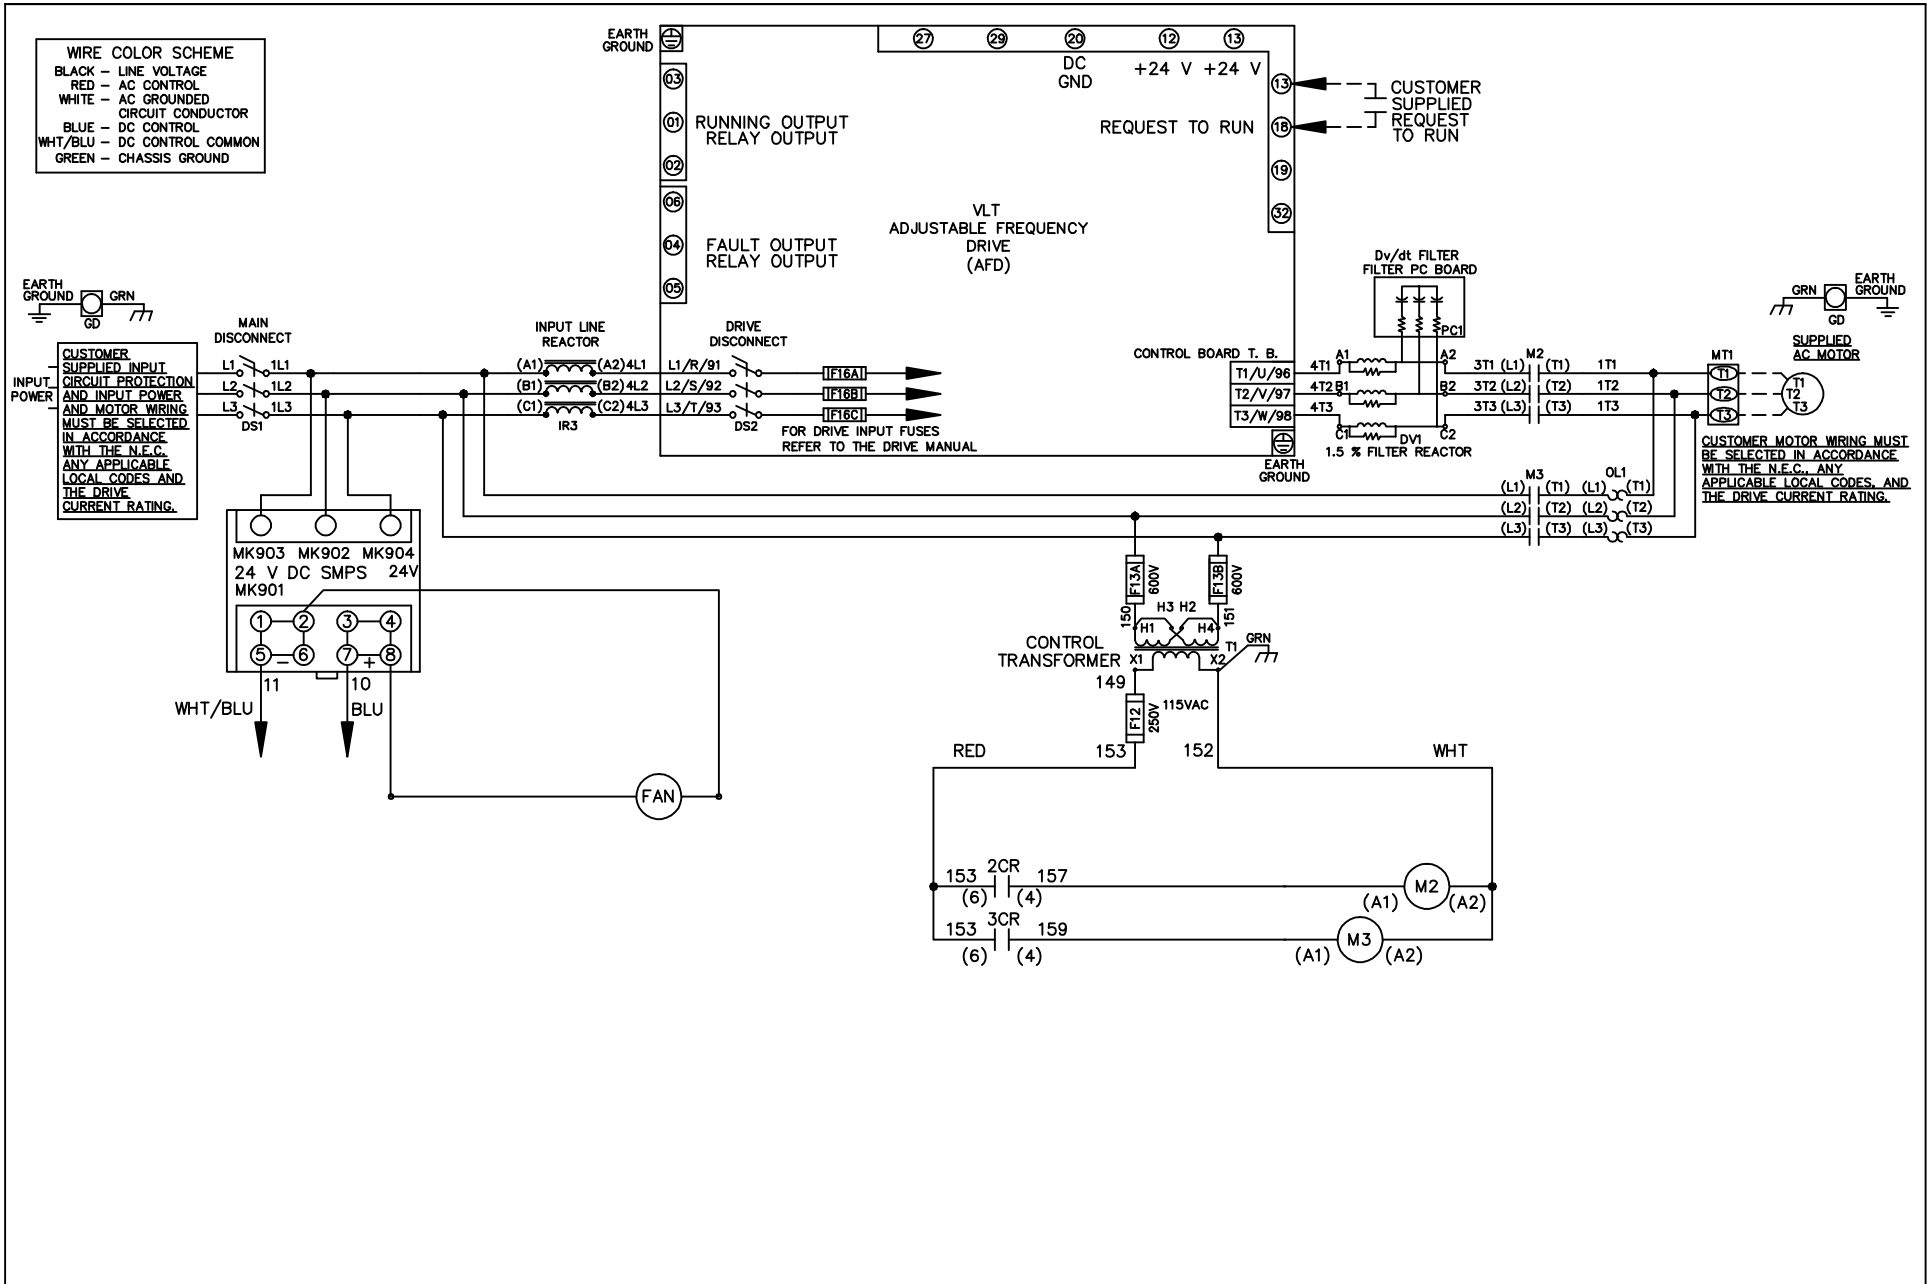 WIRE COLOR SCHEME
BLACK – LINE VOLTAGE
RED – AC CONTROL
WHITE – AC GROUNDED
CIRCUIT CONDUCTOR
BLUE – DC CONTROL
WHT/BLU – DC CONTROL COMMON
GREEN – CHASSIS GROUND
EARTH
GROUND
03
01
02
RUNNING OUTPUT
RELAY OUTPUT
06
04
05
FAULT OUTPUT
RELAY OUTPUT
27 29 20 12 13
DC
GND
+24 V +24 V
13
REQUEST TO RUN 18
19
32
CUSTOMER
SUPPLIED
REQUEST
TO RUN
VLT
ADJUSTABLE FREQUENCY
DRIVE
(AFD)
EARTH
GROUND
GRN
GD
INPUT
POWER
CUSTOMER
SUPPLIED INPUT
CIRCUIT PROTECTION
AND INPUT POWER
AND MOTOR WIRING
MUST BE SELECTED
IN ACCORDANCE
WITH THE N.E.C.
ANY APPLICABLE
LOCAL CODES AND
THE DRIVE
CURRENT RATING.
MAIN
DISCONNECT
L1 1L1
L2 1L2
L3 1L3
DS1
INPUT LINE
REACTOR
(A1) (A2) 4L1
(B1) (B2) 4L2
(C1) (C2) 4L3
IR3
DRIVE
DISCONNECT
L1/R/91
L2/S/92
L3/T/93
DS2
F16A
F16B
F16C
FOR DRIVE INPUT FUSES
REFER TO THE DRIVE MANUAL
CONTROL BOARD T. B.
T1/U/96
T2/V/97
T3/W/98
EARTH
GROUND
Dv/dt FILTER
FILTER PC BOARD
PC1
4T1 A1 A2
4T2 B1 B2
4T3 C1 C2
DV1
1.5 % FILTER REACTOR
M2
3T1 (L1) (T1) 1T1
3T2 (L2) (T2) 1T2
3T3 (L3) (T3) 1T3
MT1
T1
T2
T3
GRN
EARTH
GROUND
GD
SUPPLIED
AC MOTOR
T1
T2
T3
CUSTOMER MOTOR WIRING MUST
BE SELECTED IN ACCORDANCE
WITH THE N.E.C., ANY
APPLICABLE LOCAL CODES, AND
THE DRIVE CURRENT RATING.
M3 OL1
(L1) (T1) (L1) (T1)
(L2) (T2) (L2) (T2)
(L3) (T3) (L3) (T3)
MK903 MK902 MK904
24 V DC SMPS 24V
MK901
1 2 3 4
5 – 6 7 + 8
11 10
WHT/BLU BLU
FAN
F13A
600V
F13B
600V
150
151
H3 H2
H1 H4
CONTROL
TRANSFORMER
T1
X1 X2
GRN
149
F12
250V
115VAC
RED 153 152 WHT
2CR
153 157
(6) (4)
M2
(A1) (A2)
3CR
153 159
(6) (4)
M3
(A1) (A2)